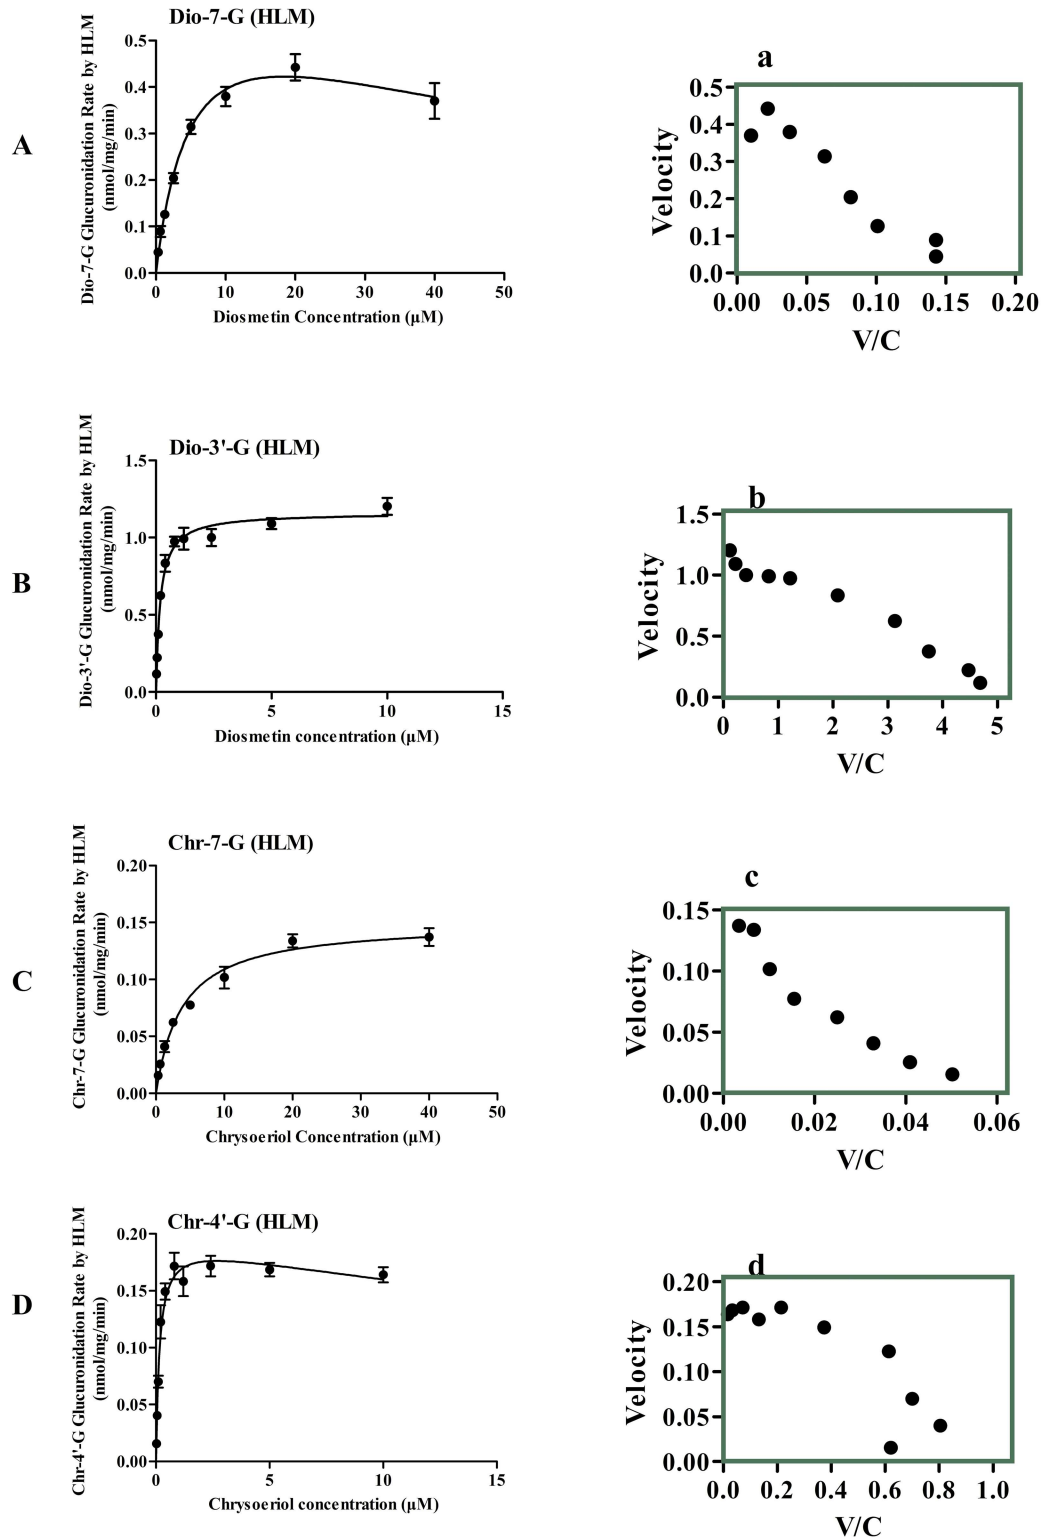 A
Dio-7-G (HLM)
Dio-7-G Glucuronidation Rate by HLM
(nmol/mg/min)
0.5
0.4
0.3
0.2
0.1
0.0
0 10 20 30 40 50
Diosmetin Concentration (µM)
a
Velocity
0.5
0.4
0.3
0.2
0.1
0.0
0.00 0.05 0.10 0.15 0.20
V/C
B
Dio-3'-G (HLM)
Dio-3'-G Glucuronidation Rate by HLM
(nmol/mg/min)
1.5
1.0
0.5
0.0
0 5 10 15
Diosmetin concentration (µM)
b
Velocity
1.5
1.0
0.5
0.0
0 1 2 3 4 5
V/C
C
Chr-7-G (HLM)
Chr-7-G Glucuronidation Rate by HLM
(nmol/mg/min)
0.20
0.15
0.10
0.05
0.00
0 10 20 30 40 50
Chrysoeriol Concentration (µM)
c
Velocity
0.15
0.10
0.05
0.00
0.00 0.02 0.04 0.06
V/C
D
Chr-4'-G (HLM)
Chr-4'-G Glucuronidation Rate by HLM
(nmol/mg/min)
0.20
0.15
0.10
0.05
0.00
0 5 10 15
Chrysoeriol concentration (µM)
d
Velocity
0.20
0.15
0.10
0.05
0.00
0.0 0.2 0.4 0.6 0.8 1.0
V/C